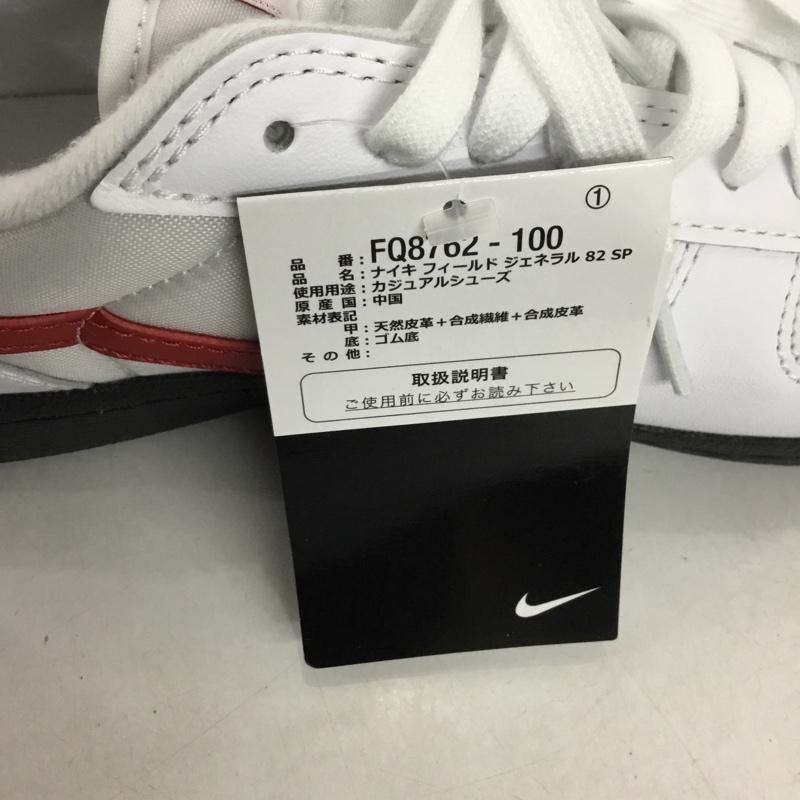 ①
品番：FQ8762 - 100
品名：ナイキ フィールド ジェネラル 82 SP
使用用途：カジュアルシューズ
原産国：中国
素材表記
甲：天然皮革＋合成繊維＋合成皮革
底：ゴム底
その他：
取扱説明書
ご使用前に必ずお読み下さい